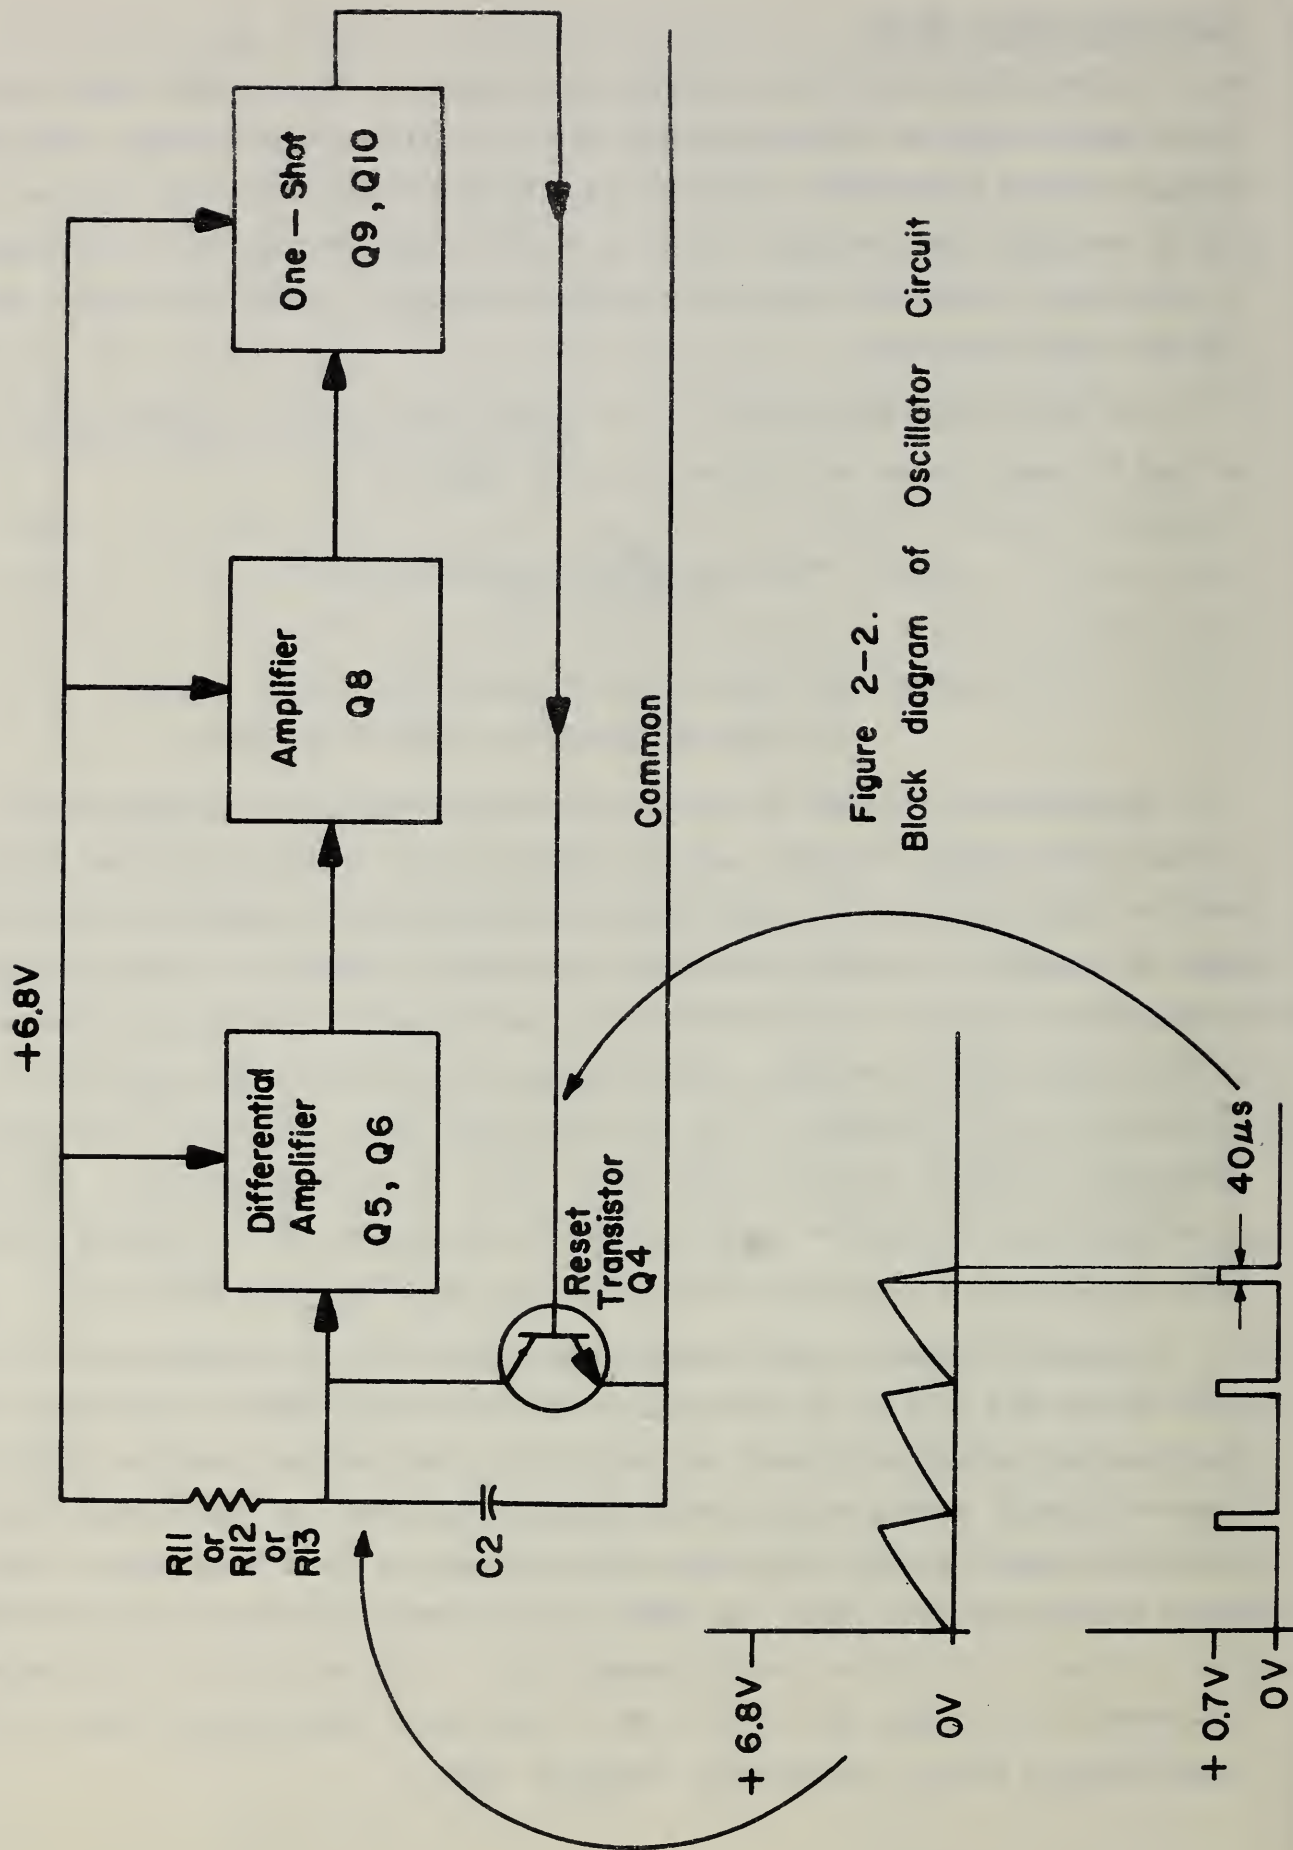 +6.8V
R11
or
R12
or
R13
Differential
Amplifier
Q5, Q6
Amplifier
Q8
One-Shot
Q9, Q10
C2
Reset
Transistor
Q4
Common
+6.8V
0V
+0.7V
0V
40μs
Figure 2-2.
Block diagram of Oscillator Circuit